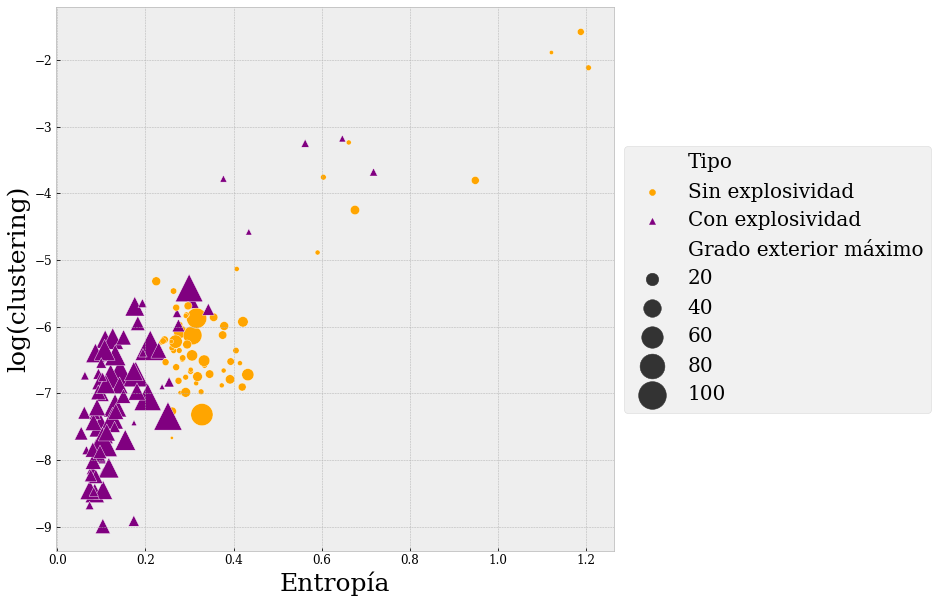 −2
−3
−4
−5
−6
−7
−8
−9
log(clustering)
0.0 0.2 0.4 0.6 0.8 1.0 1.2
Entropía
Tipo
Sin explosividad
Con explosividad
Grado exterior máximo
20
40
60
80
100